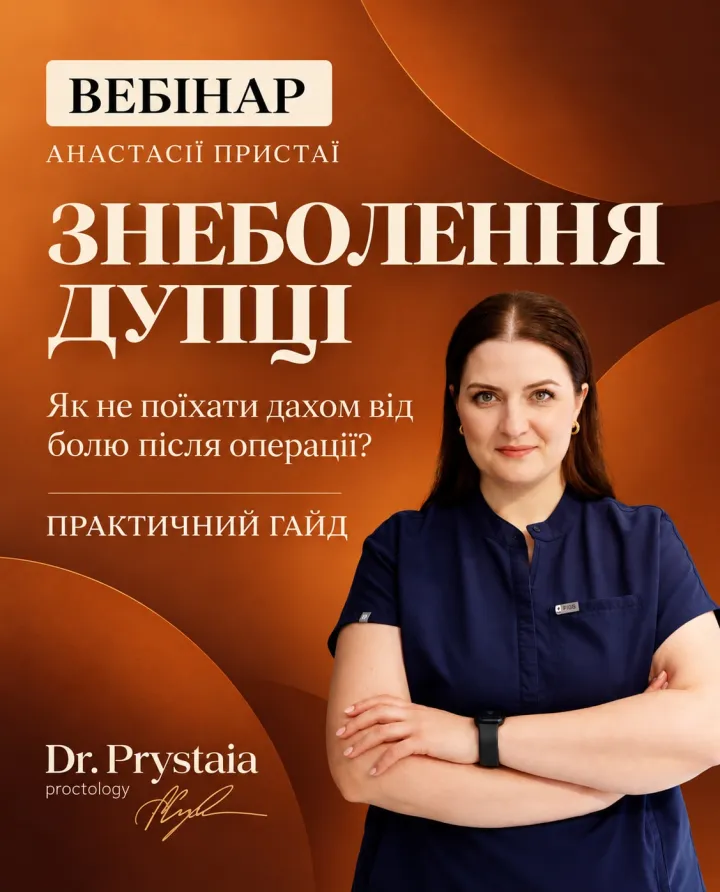 ВЕБІНАР
АНАСТАСІЇ ПРИСТАЇ
ЗНЕБОЛЕННЯ
ДУПЦІ
Як не поїхати дахом від
болю після операції?
ПРАКТИЧНИЙ ГАЙД
Dr. Prystaia
proctology